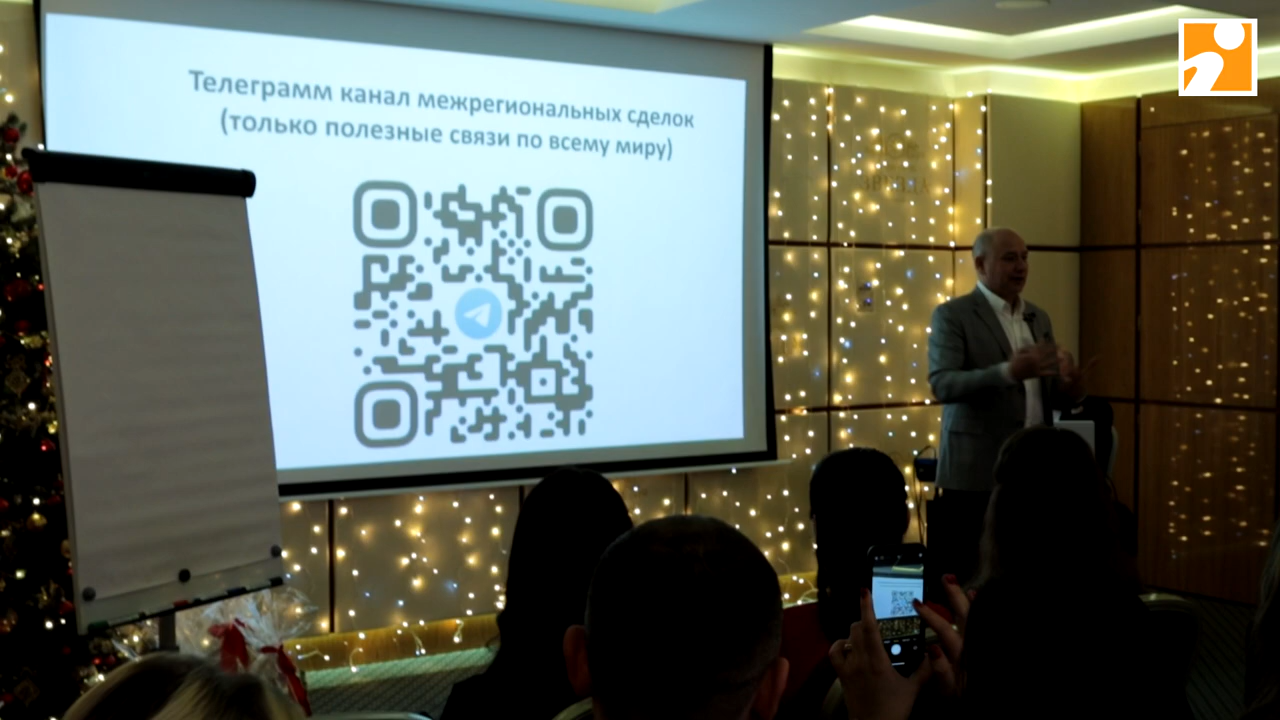 Телеграмм канал межрегиональных сделок
(только полезные связи по всему миру)